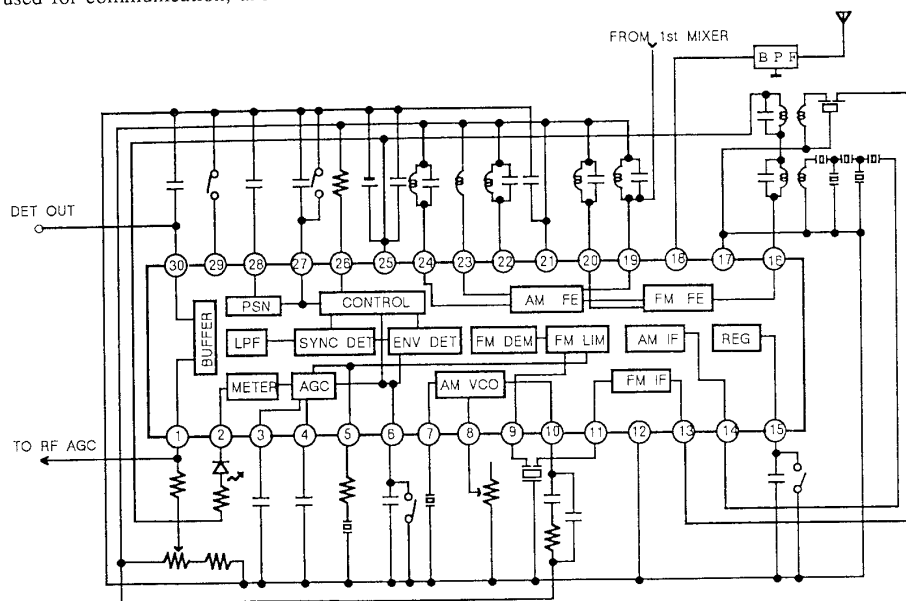 used for communication,
FROM 1st MIXER
BPF
DET OUT
30 29 28 27 26 25 24 23 22 21 20 19 18 17 16
PSN CONTROL AM FE FM FE
BUFFER
LPF SYNC DET ENV DET FM DEM FM LIM AM IF REG
METER AGC AM VCO FM IF
1 2 3 4 5 6 7 8 9 10 11 12 13 14 15
TO RF AGC